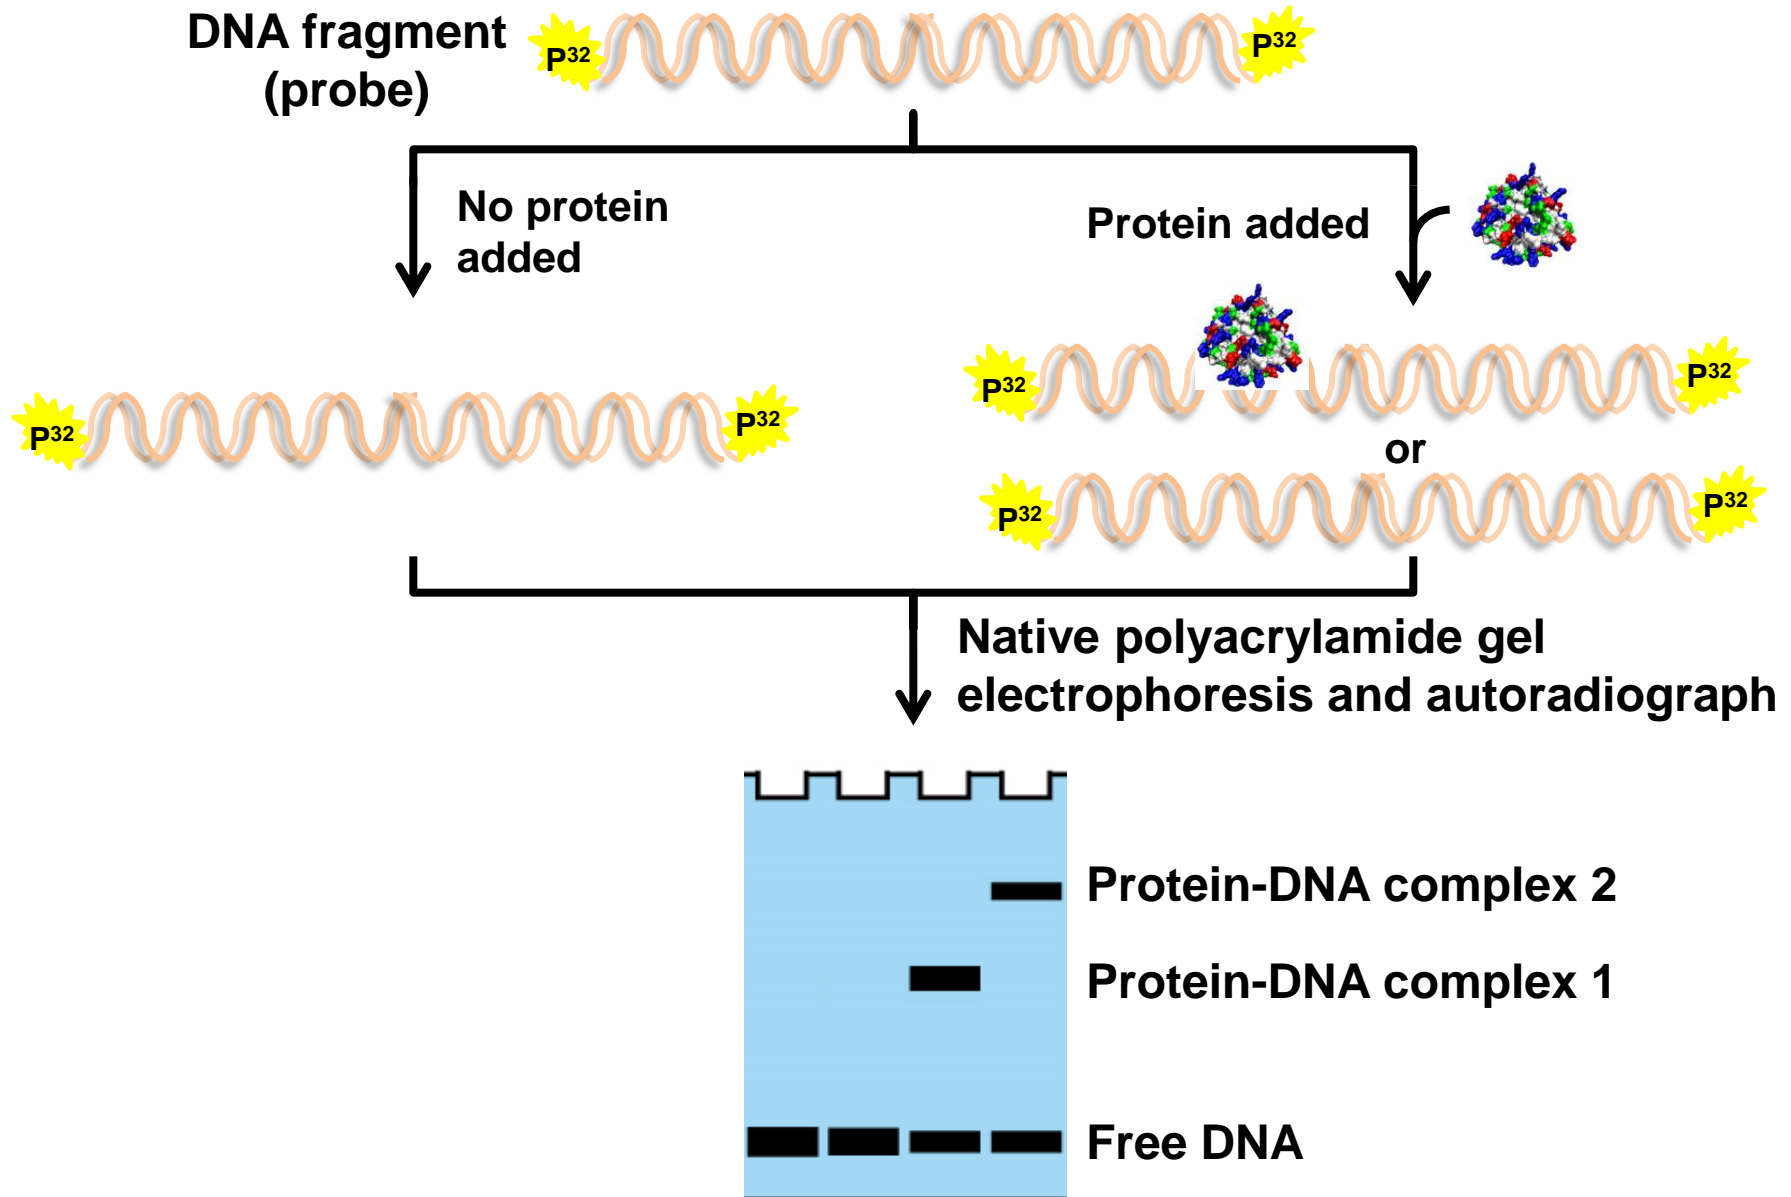 DNA fragment
(probe)
P32
P32
No protein
added
Protein added
P32
P32
P32
P32
or
P32
P32
Native polyacrylamide gel
electrophoresis and autoradiograph
Protein-DNA complex 2
Protein-DNA complex 1
Free DNA